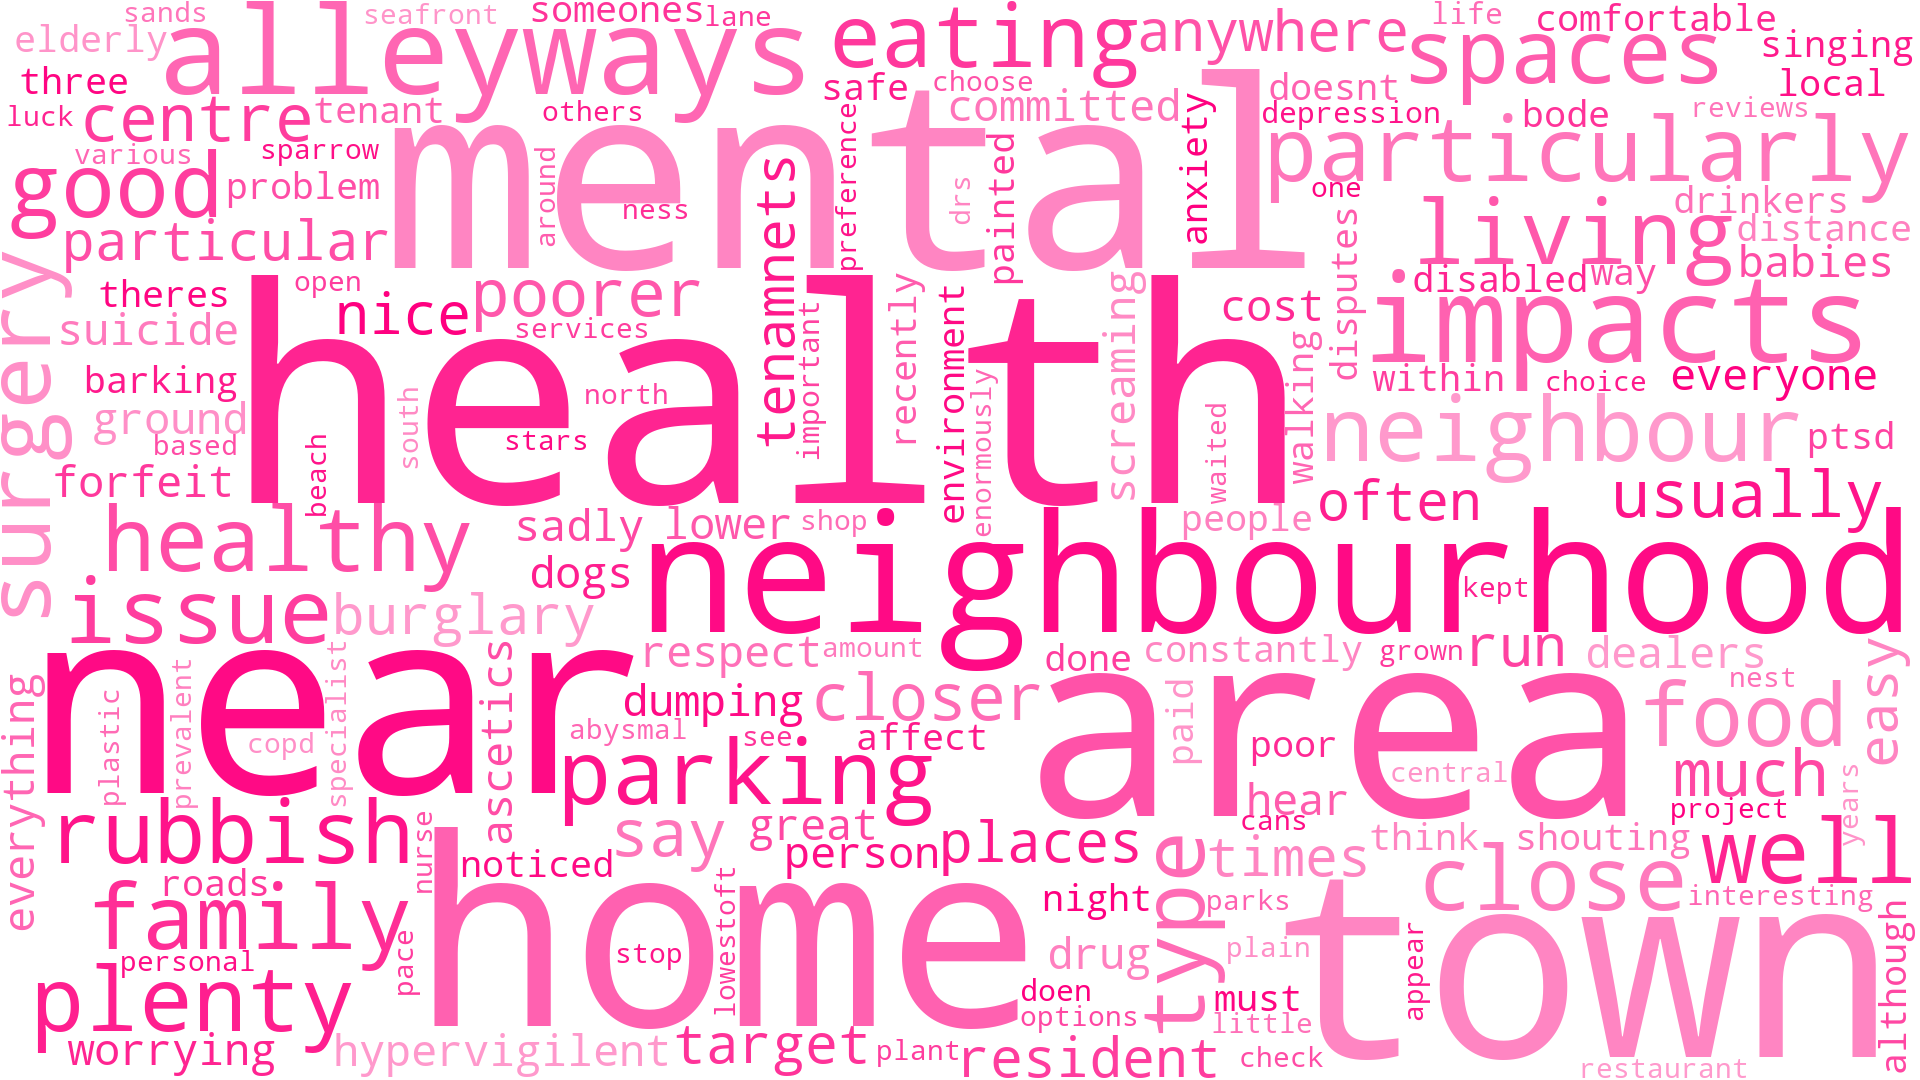 sands
seafront
someones
lane
eating
anywhere
life
comfortable
elderly
alleyways
spaces
singing
three
safe
choose
doesnt
local
luck
centre
tenant
others
committed
depression
bode
reviews
mental
particularly
various
sparrow
preference
anxiety
good
problem
around
ness
tenamnets
drs
painted
one
drinkers
particular
living
disputes
distance
surgery
theres
open
nice
poorer
disabled
way
babies
suicide
services
important
recently
environment
screaming
cost
impacts
health
barking
north
enormously
walking
within
choice
everyone
ground
south
stars
waited
neighbour
ptsd
based
beach
forfeit
often
usually
healthy
sadly
lower
shop
people
neighbourhood
dogs
kept
issue
burglary
respect
amount
done
constantly
grown
run
dealers
near
ascetics
dumping
closer
area
paid
food
nest
easy
everything
plastic
prevalent
copd
specialist
abysmal
see
affect
poor
central
parking
much
hear
project
years
rubbish
nurse
say
great
cans
think
shouting
well
noticed
person
places
type
times
close
roads
home
lowestoft
night
parks
interesting
family
town
personal
pace
stop
drug
plain
appear
although
plenty
doen
must
options
little
worrying
hypervigilent
target
plant
resident
check
restaurant